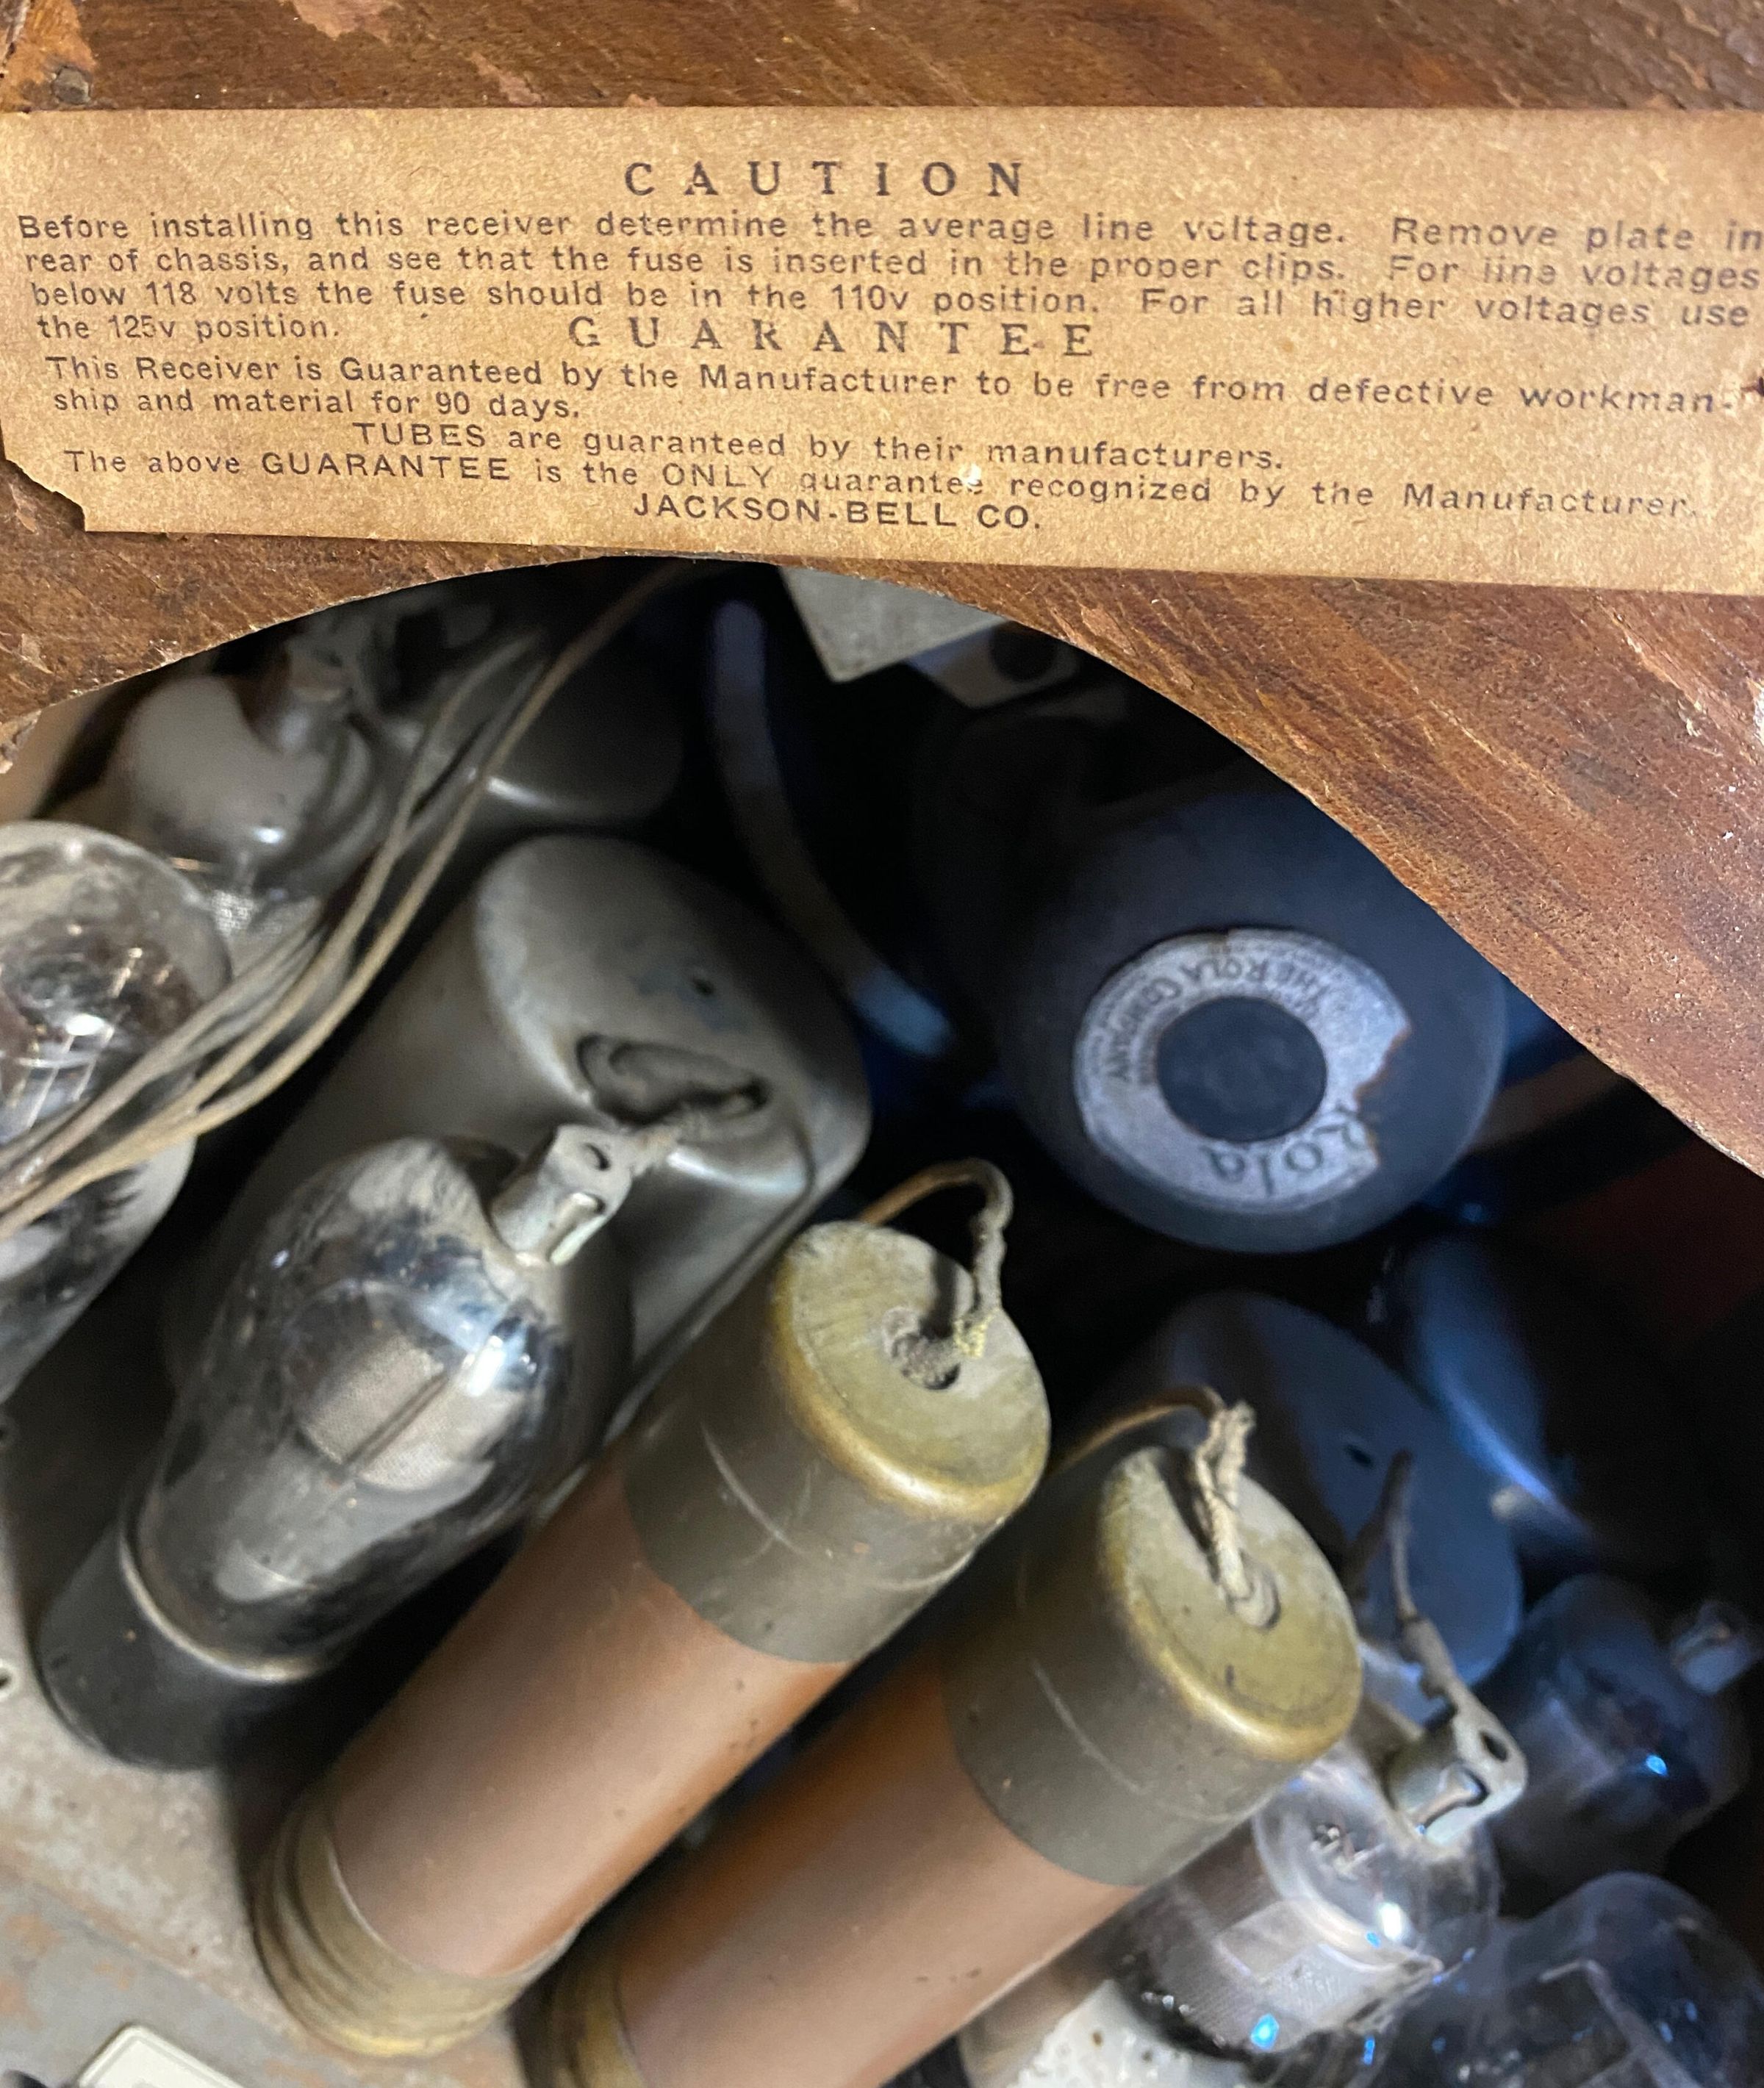 CAUTION
Before installing this receiver determine the average line voltage. Remove plate in
rear of chassis, and see that the fuse is inserted in the proper clips. For line voltages
below 118 volts the fuse should be in the 110v position. For all higher voltages use
the 125v position.
GUARANTEE
This Receiver is Guaranteed by the Manufacturer to be free from defective workman-
ship and material for 90 days.
TUBES are guaranteed by their manufacturers.
The above GUARANTEE is the ONLY guarantee recognized by the Manufacturer.
JACKSON-BELL CO.
THE ROLA COMPANY
Rola